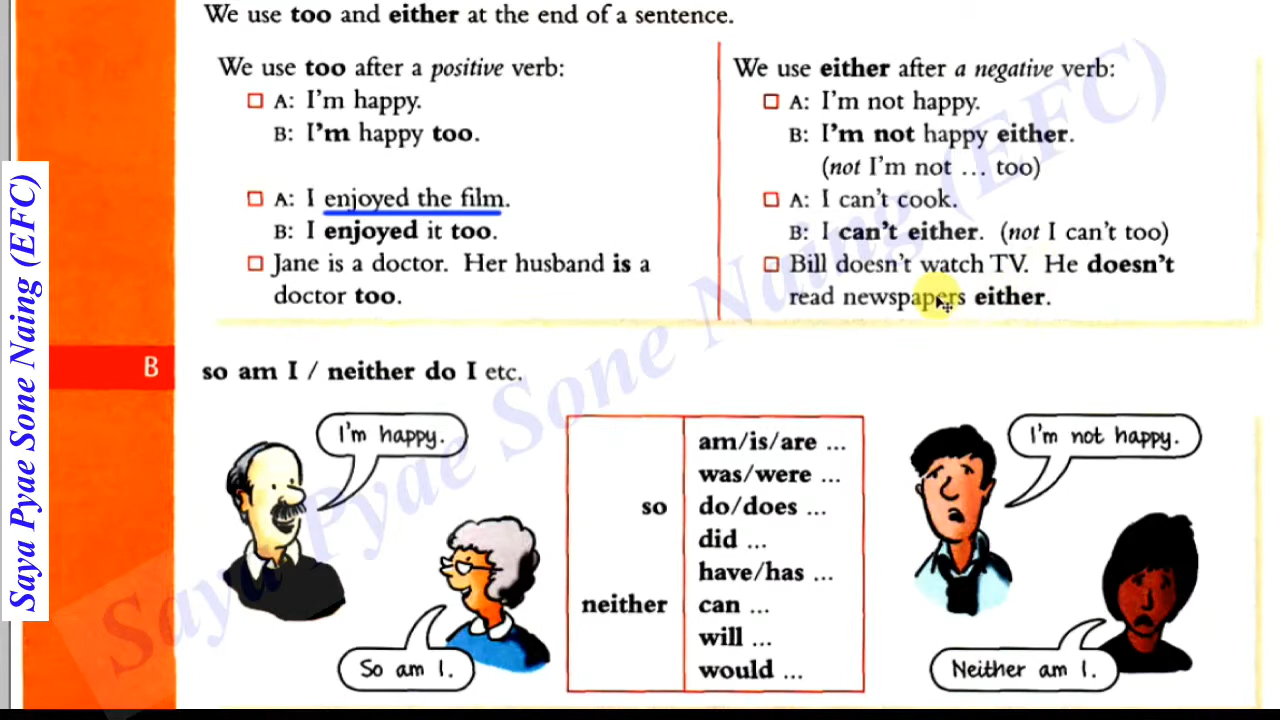 We use too and either at the end of a sentence.
We use too after a positive verb:
A: I'm happy.
B: I'm happy too.
A: I enjoyed the film.
B: I enjoyed it too.
Jane is a doctor. Her husband is a
doctor too.
We use either after a negative verb:
A: I'm not happy.
B: I'm not happy either.
(not I'm not … too)
A: I can't cook.
B: I can't either. (not I can't too)
Bill doesn't watch TV. He doesn't
read newspapers either.
B
so am I / neither do I etc.
I'm happy.
So am I.
so
neither
am/is/are …
was/were …
do/does …
did …
have/has …
can …
will …
would …
I'm not happy.
Neither am I.
Saya Pyae Sone Naing (EFC)
Saya Pyae Sone Naing (EFC)